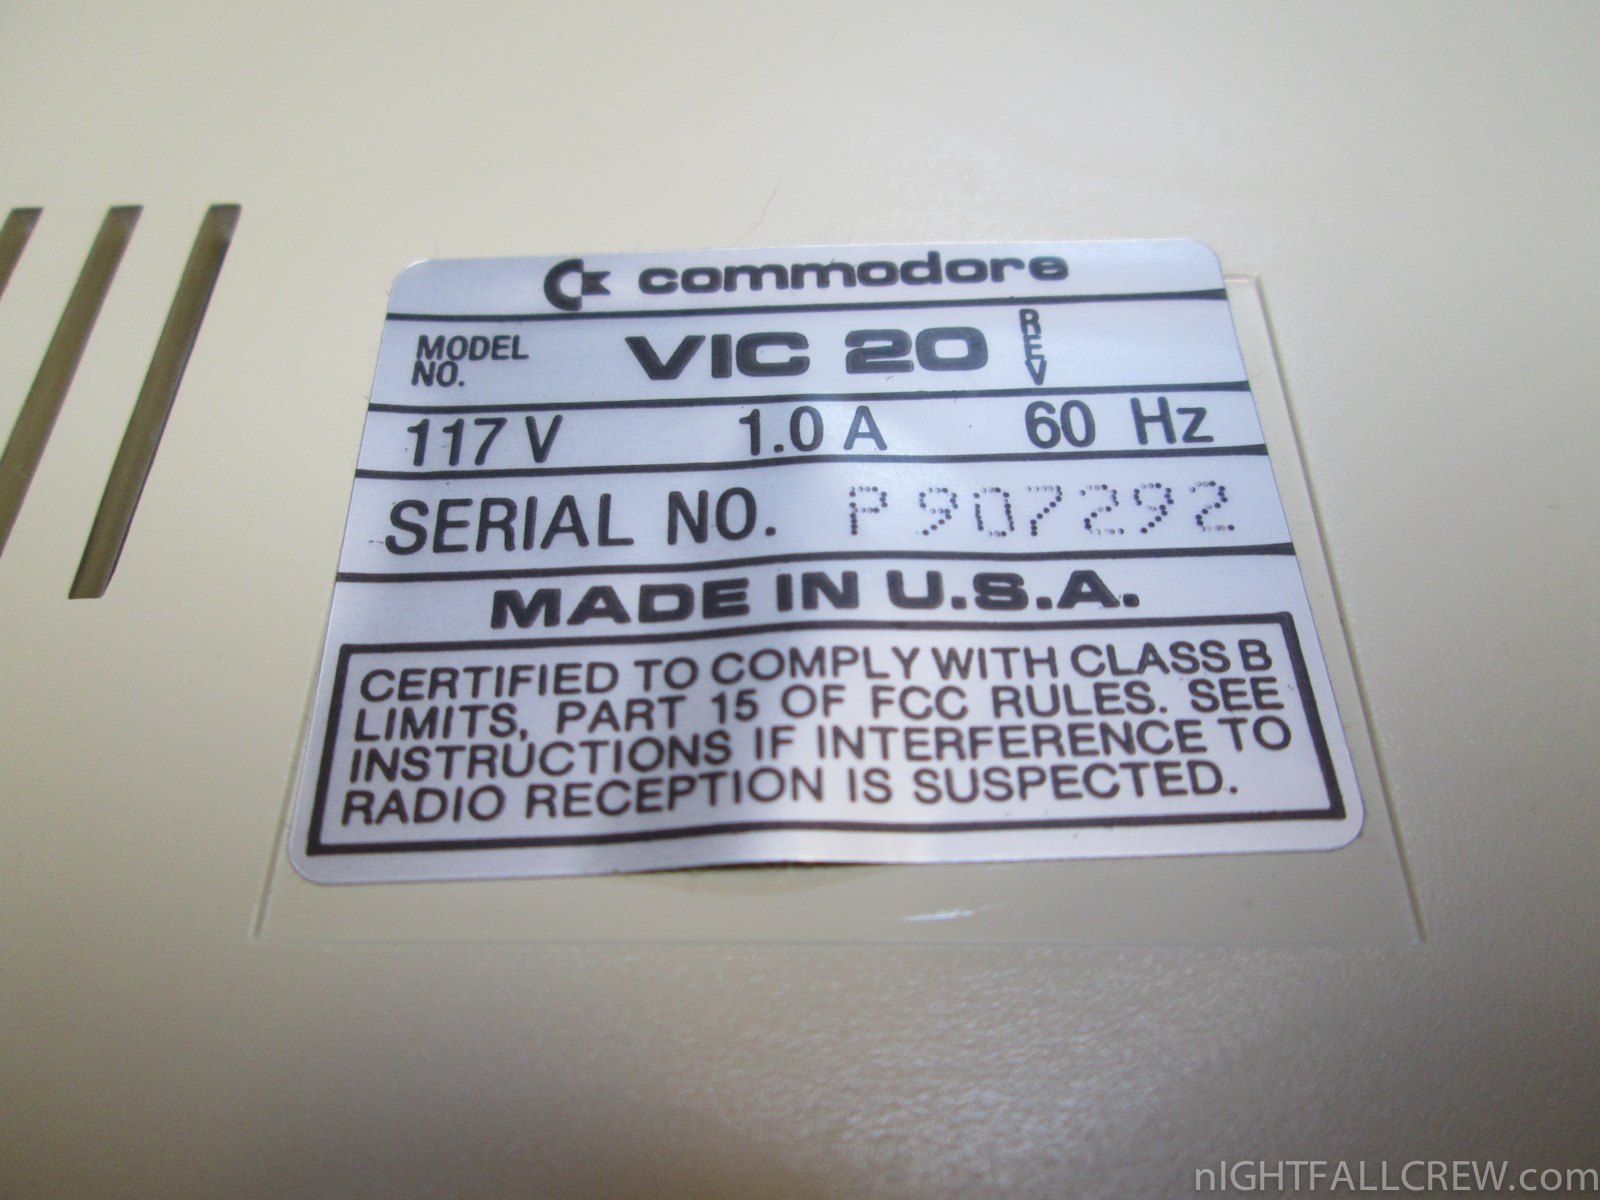 commodore
MODEL NO. VIC 20 REV
117 V 1.0 A 60 Hz
SERIAL NO. P 907292
MADE IN U.S.A.
CERTIFIED TO COMPLY WITH CLASS B
LIMITS, PART 15 OF FCC RULES. SEE
INSTRUCTIONS IF INTERFERENCE TO
RADIO RECEPTION IS SUSPECTED.
nIGHTFALLCREW.com